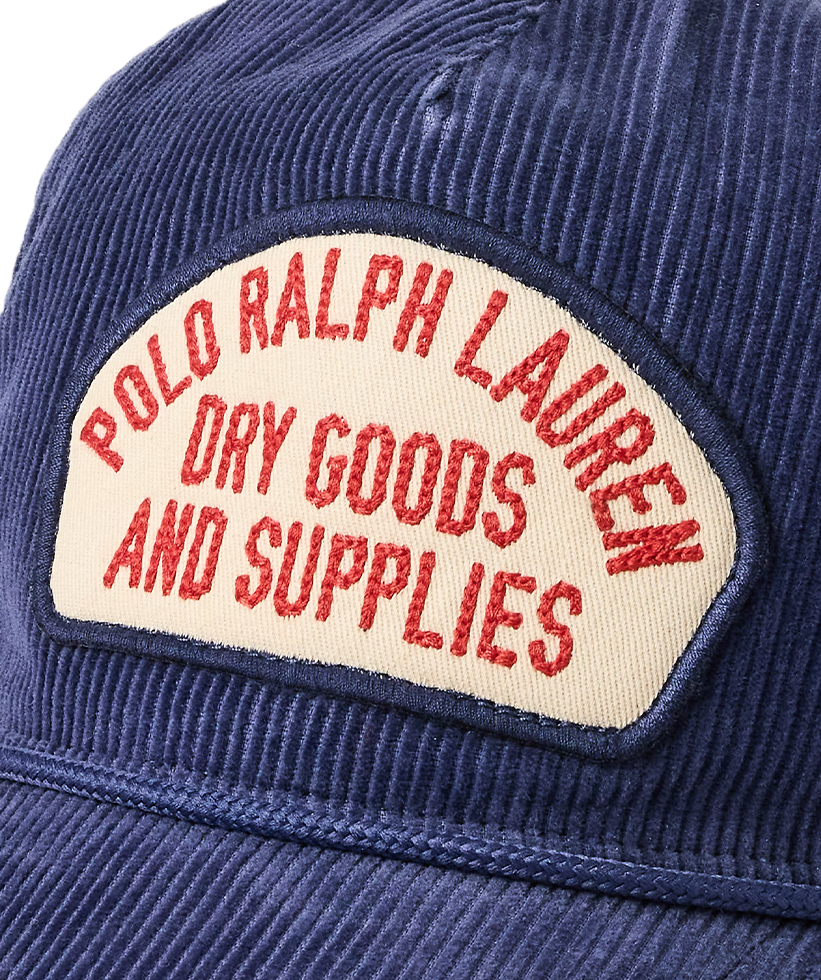 POLO RALPH LAUREN
DRY GOODS
AND SUPPLIES